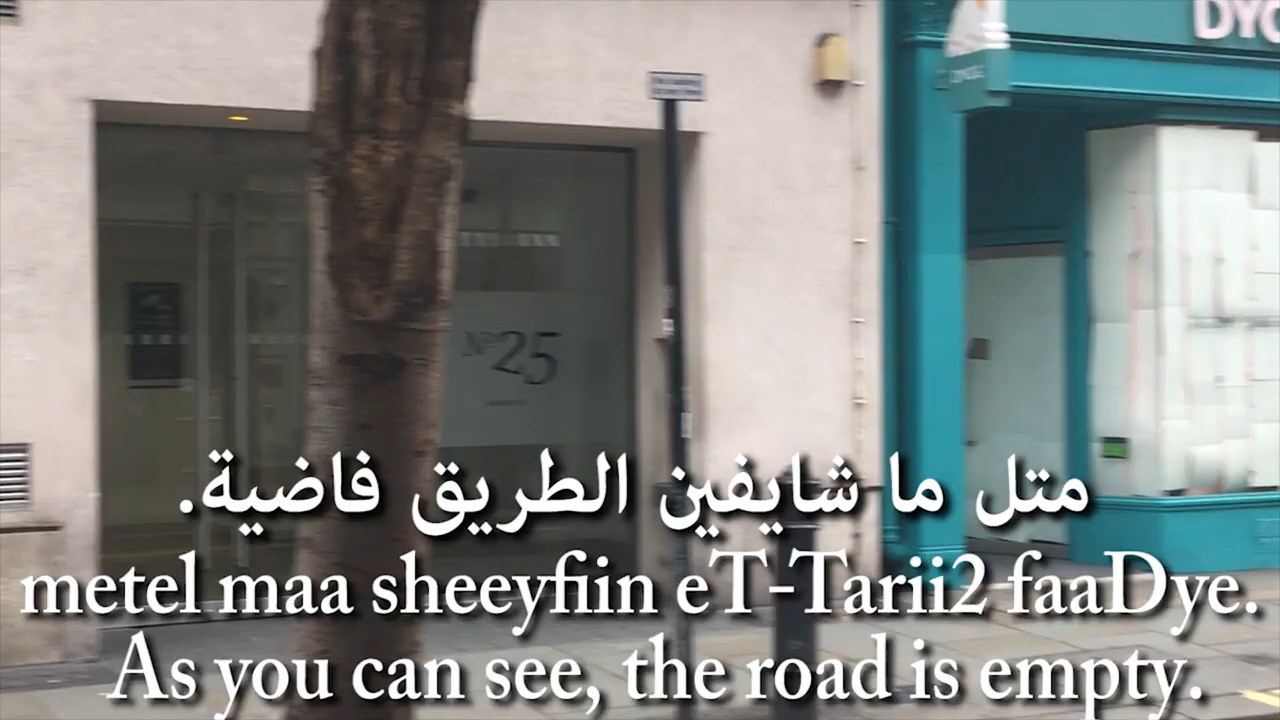 DYC
Nº25
متل ما شايفين الطريق فاضية.
metel maa sheeyfiin eT-Tarii2 faaDye.
As you can see, the road is empty.